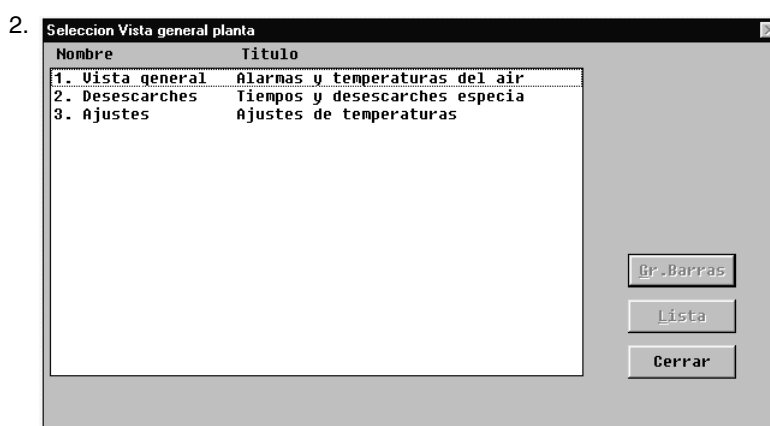 2.
Seleccion Vista general planta
Nombre Titulo
1. Vista general Alarmas y temperaturas del air
2. Desescarches Tiempos y desescarches especia
3. Ajustes Ajustes de temperaturas
Gr.Barras
Lista
Cerrar